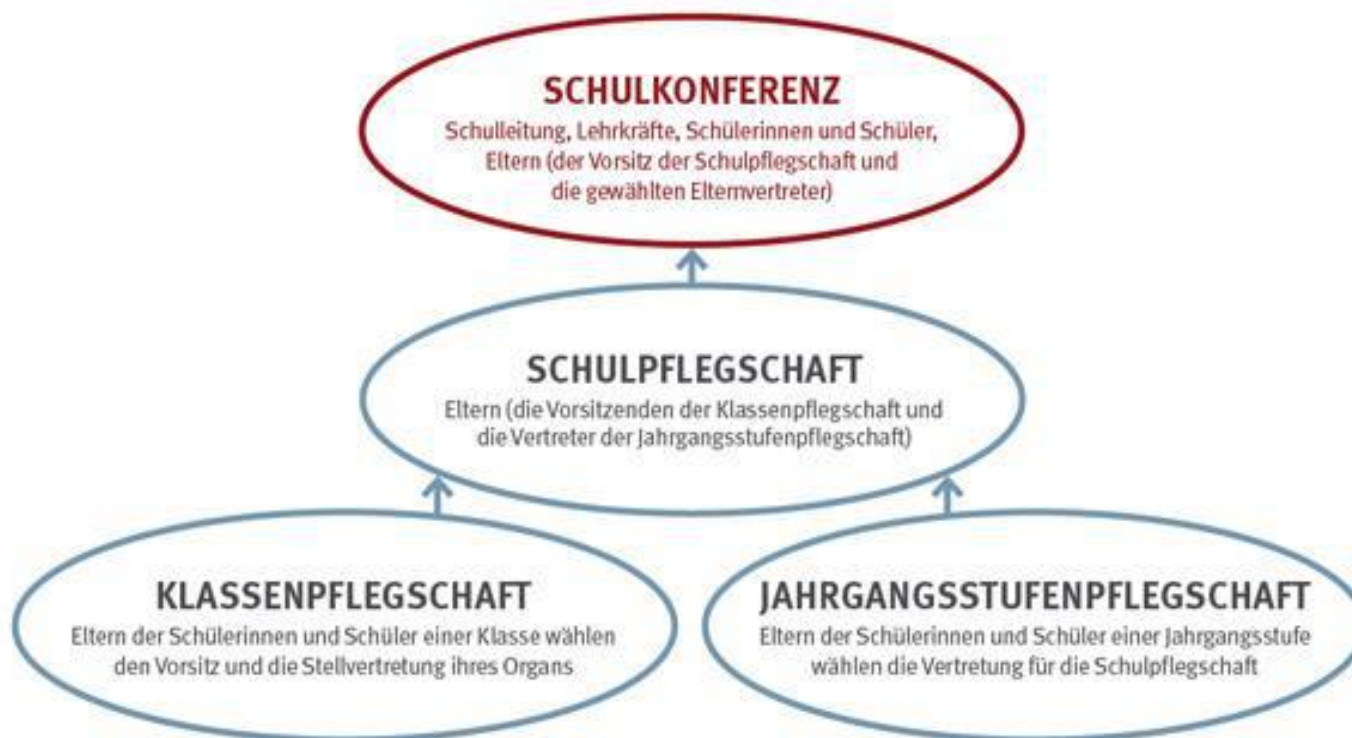 SCHULKONFERENZ
Schulleitung, Lehrkräfte, Schülerinnen und Schüler,
Eltern (der Vorsitz der Schulpflegschaft und
die gewählten Elternvertreter)
SCHULPFLEGSCHAFT
Eltern (die Vorsitzenden der Klassenpflegschaft und
die Vertreter der Jahrgangsstufenpflegschaft)
KLASSENPFLEGSCHAFT
Eltern der Schülerinnen und Schüler einer Klasse wählen
den Vorsitz und die Stellvertretung ihres Organs
JAHRGANGSSTUFENPFLEGSCHAFT
Eltern der Schülerinnen und Schüler einer Jahrgangsstufe
wählen die Vertretung für die Schulpflegschaft